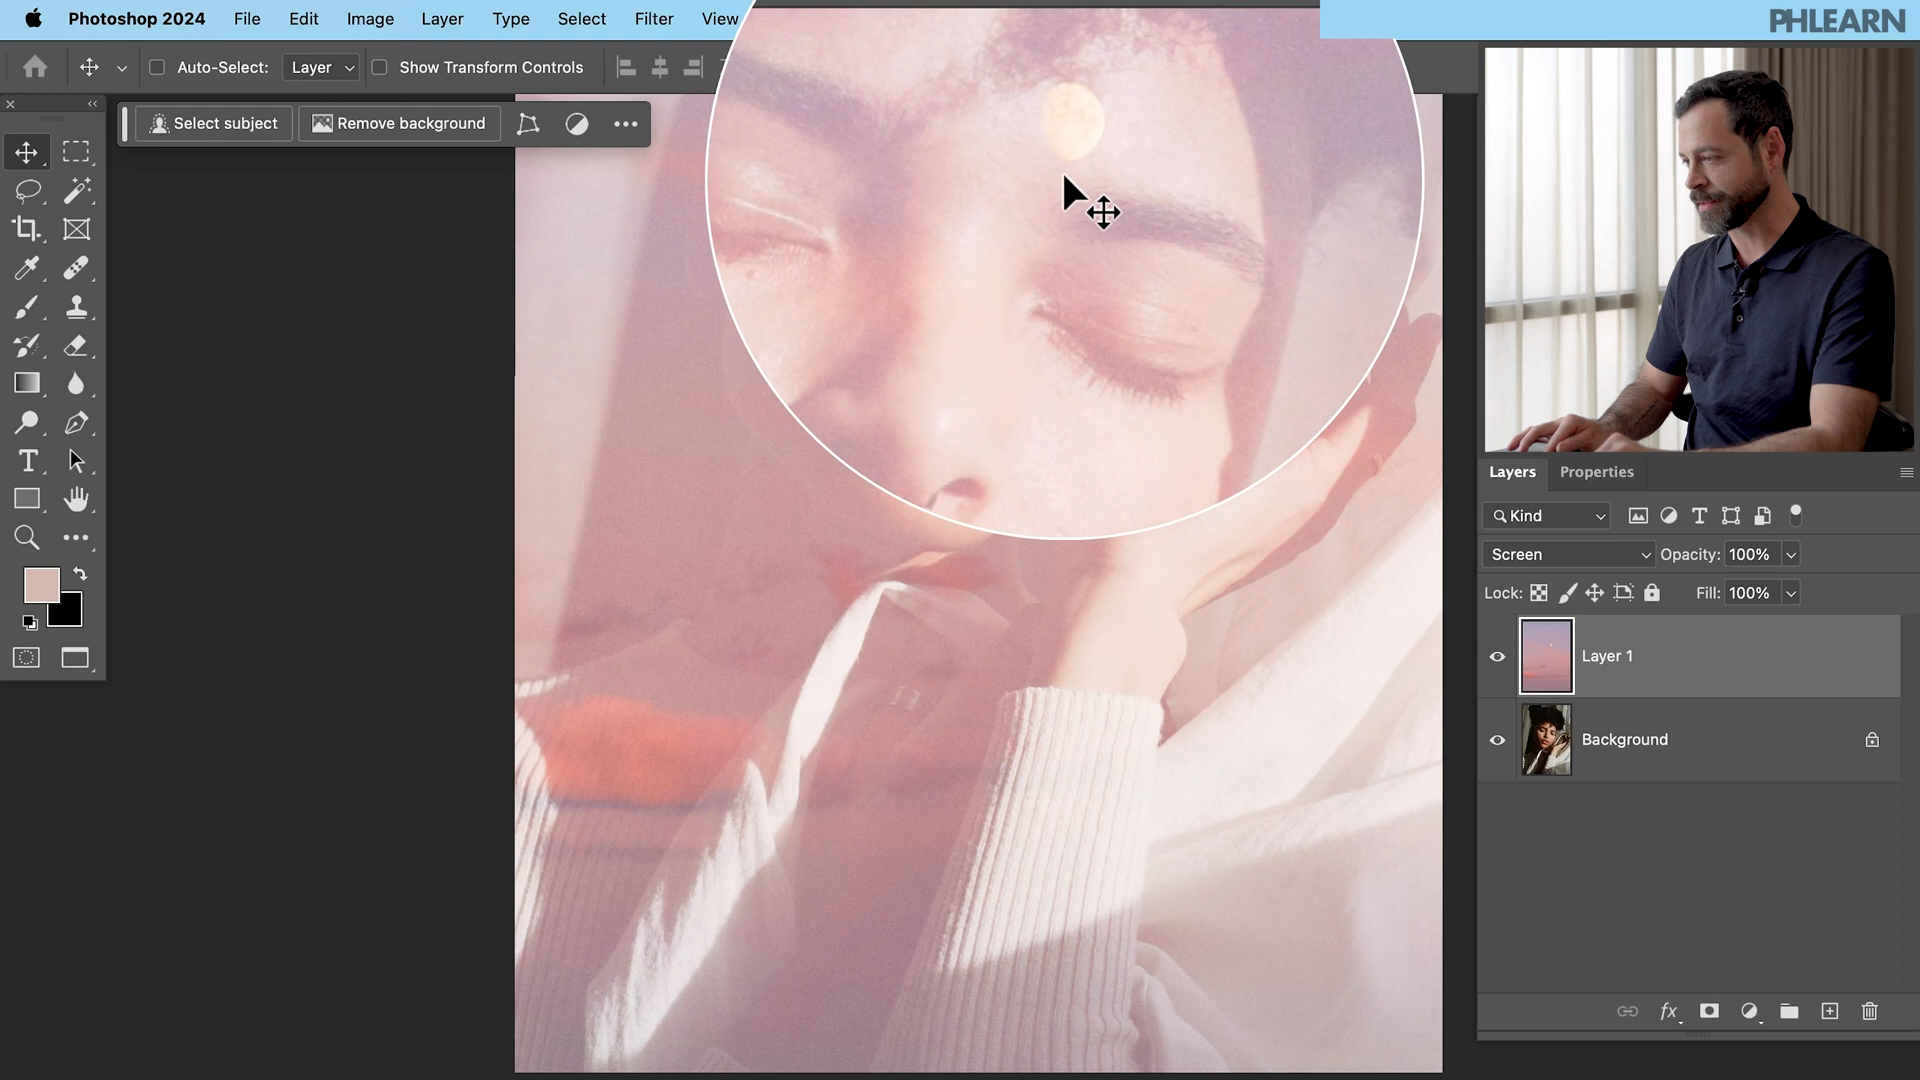 Photoshop 2024 File Edit Image Layer Type Select Filter View
PHLEARN
Auto-Select: Layer Show Transform Controls
Select subject Remove background
Layers Properties
Kind
Screen Opacity: 100%
Lock: Fill: 100%
Layer 1
Background
fx